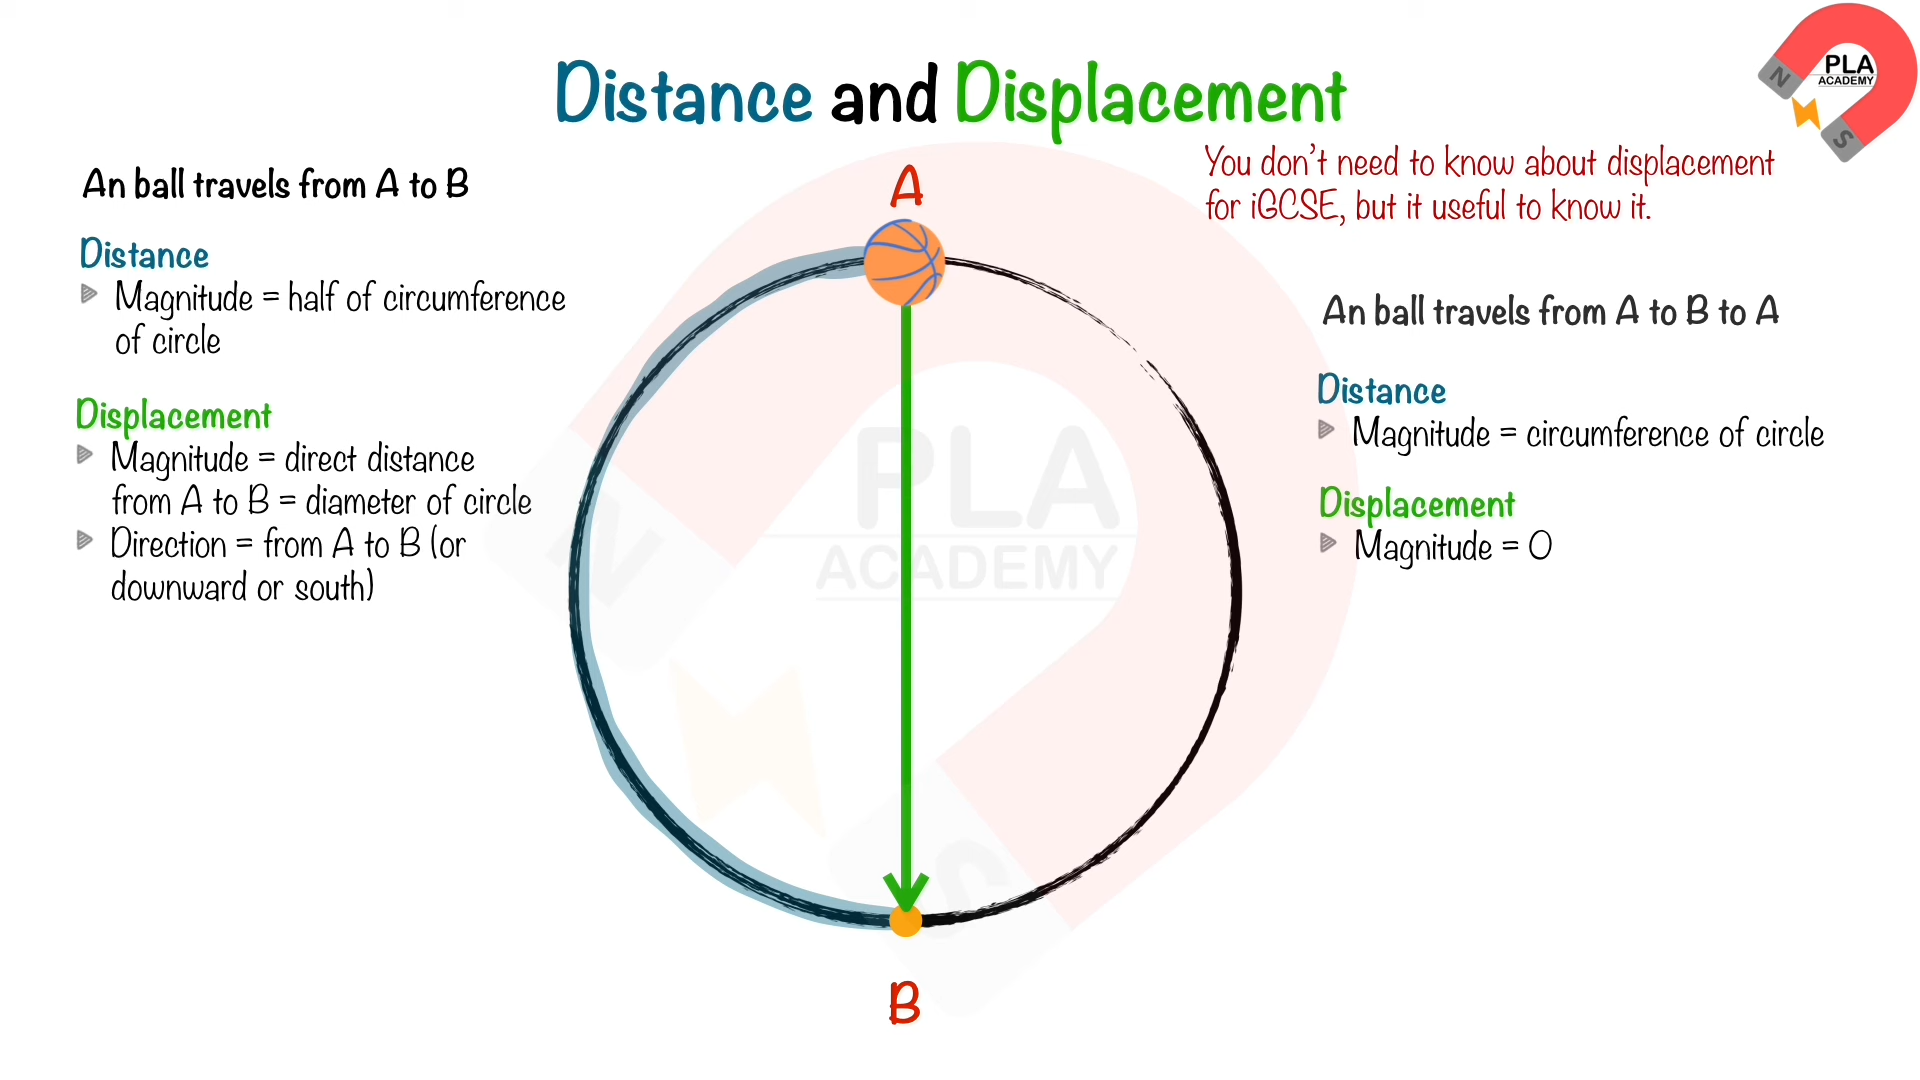 Distance and Displacement
PLA
ACADEMY
N
S
You don't need to know about displacement
for iGCSE, but it useful to know it.
An ball travels from A to B
Distance
Magnitude = half of circumference
of circle
Displacement
Magnitude = direct distance
from A to B = diameter of circle
Direction = from A to B (or
downward or south)
A
B
PLA
ACADEMY
N
S
An ball travels from A to B to A
Distance
Magnitude = circumference of circle
Displacement
Magnitude = 0